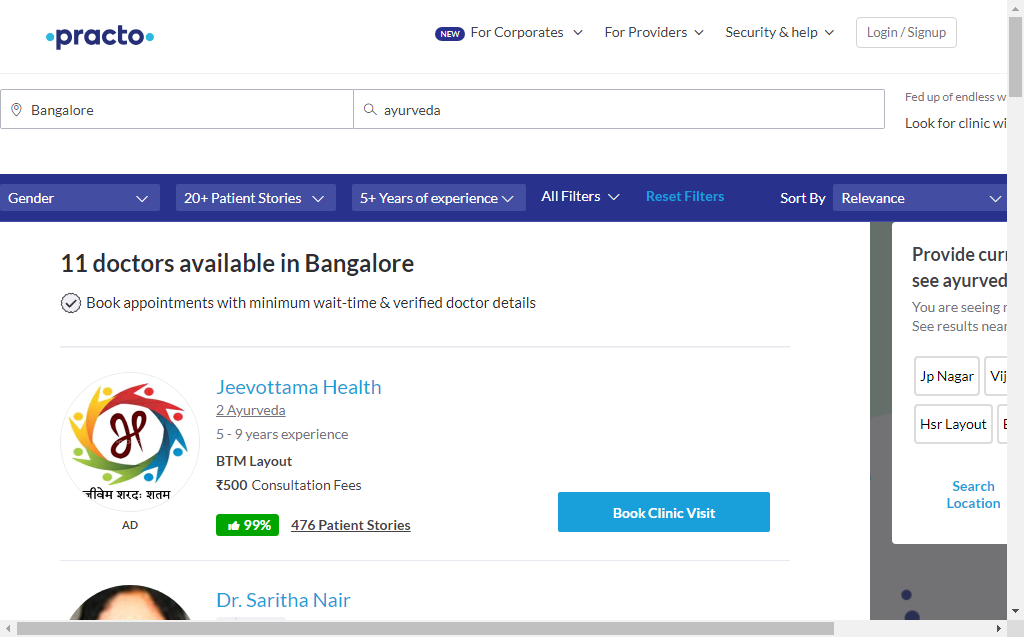 practo
NEW For Corporates
For Providers
Security & help
Login / Signup
Bangalore
ayurveda
Fed up of endless w
Look for clinic wi
Gender
20+ Patient Stories
5+ Years of experience
All Filters
Reset Filters
Sort By
Relevance
11 doctors available in Bangalore
Book appointments with minimum wait-time & verified doctor details
जीवेम शरदः शतम
AD
Jeevottama Health
2 Ayurveda
5 - 9 years experience
BTM Layout
₹500 Consultation Fees
99%
476 Patient Stories
Book Clinic Visit
Dr. Saritha Nair
Provide curr
see ayurved
You are seeing r
See results near
Jp Nagar
Vij
Hsr Layout
Search
Location